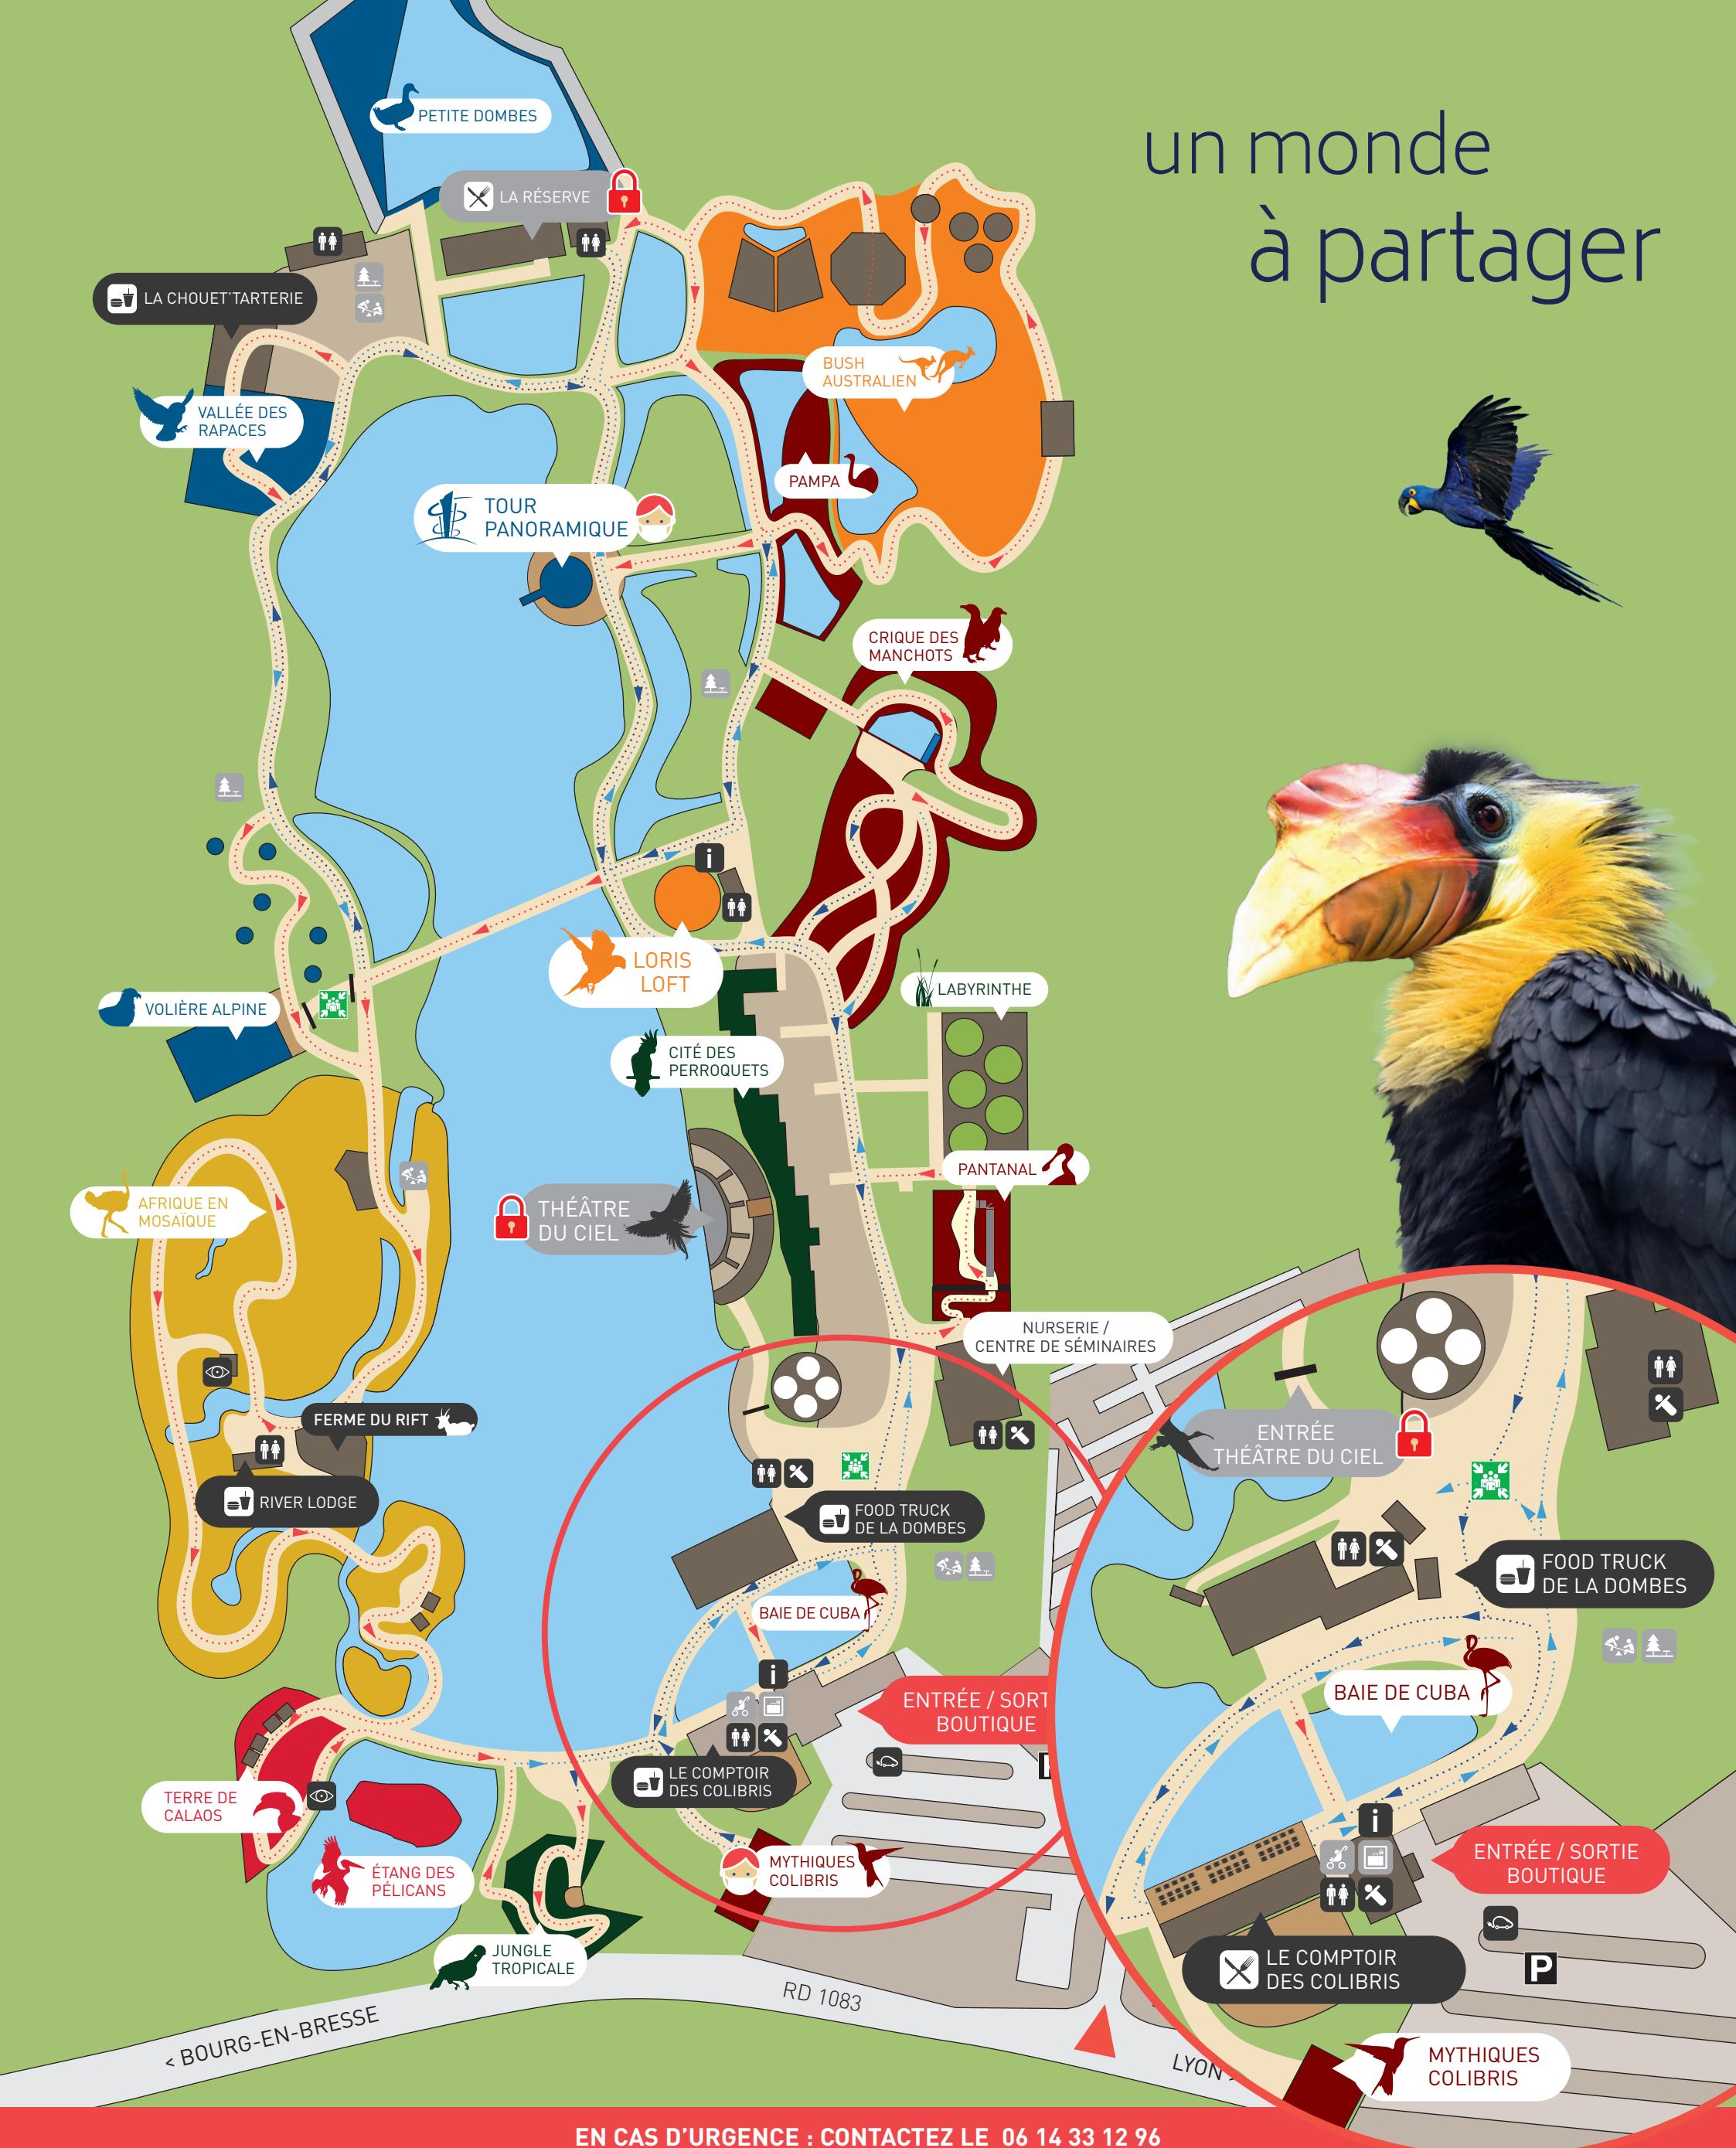 un monde
à partager
PETITE DOMBES
LA RÉSERVE
LA CHOUET'TARTERIE
VALLÉE DES
RAPACES
BUSH
AUSTRALIEN
PAMPA
TOUR
PANORAMIQUE
CRIQUE DES
MANCHOTS
i
LORIS
LOFT
LABYRINTHE
VOLIÈRE ALPINE
CITÉ DES
PERROQUETS
PANTANAL
AFRIQUE EN
MOSAÏQUE
THÉÂTRE
DU CIEL
NURSERIE /
CENTRE DE SÉMINAIRES
FERME DU RIFT
RIVER LODGE
FOOD TRUCK
DE LA DOMBES
BAIE DE CUBA
i
ENTRÉE / SORT
BOUTIQUE
LE COMPTOIR
DES COLIBRIS
TERRE DE
CALAOS
ÉTANG DES
PÉLICANS
MYTHIQUES
COLIBRIS
JUNGLE
TROPICALE
ENTRÉE
THÉÂTRE DU CIEL
FOOD TRUCK
DE LA DOMBES
BAIE DE CUBA
i
ENTRÉE / SORTIE
BOUTIQUE
P
LE COMPTOIR
DES COLIBRIS
MYTHIQUES
COLIBRIS
RD 1083
< BOURG-EN-BRESSE
LYON
EN CAS D'URGENCE : CONTACTEZ LE 06 14 33 12 96